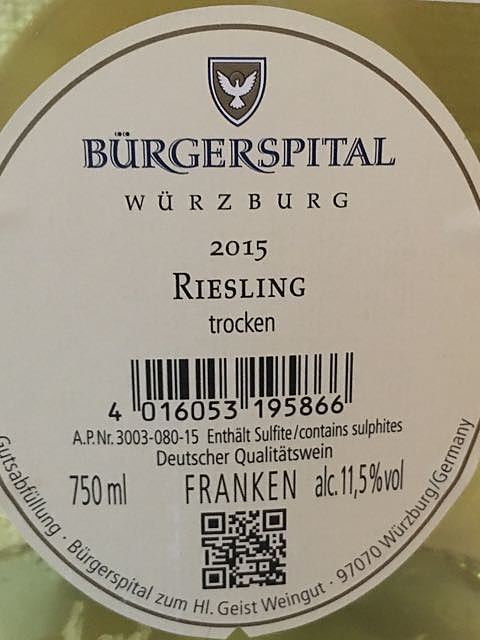 BÜRGERSPITAL
WÜRZBURG
2015
RIESLING
trocken
4 016053 195866
A.P.Nr. 3003-080-15 Enthält Sulfite/contains sulphites
Deutscher Qualitätswein
750 ml FRANKEN alc. 11,5%vol
Gutsabfüllung · Bürgerspital zum Hl. Geist Weingut · 97070 Würzburg/Germany